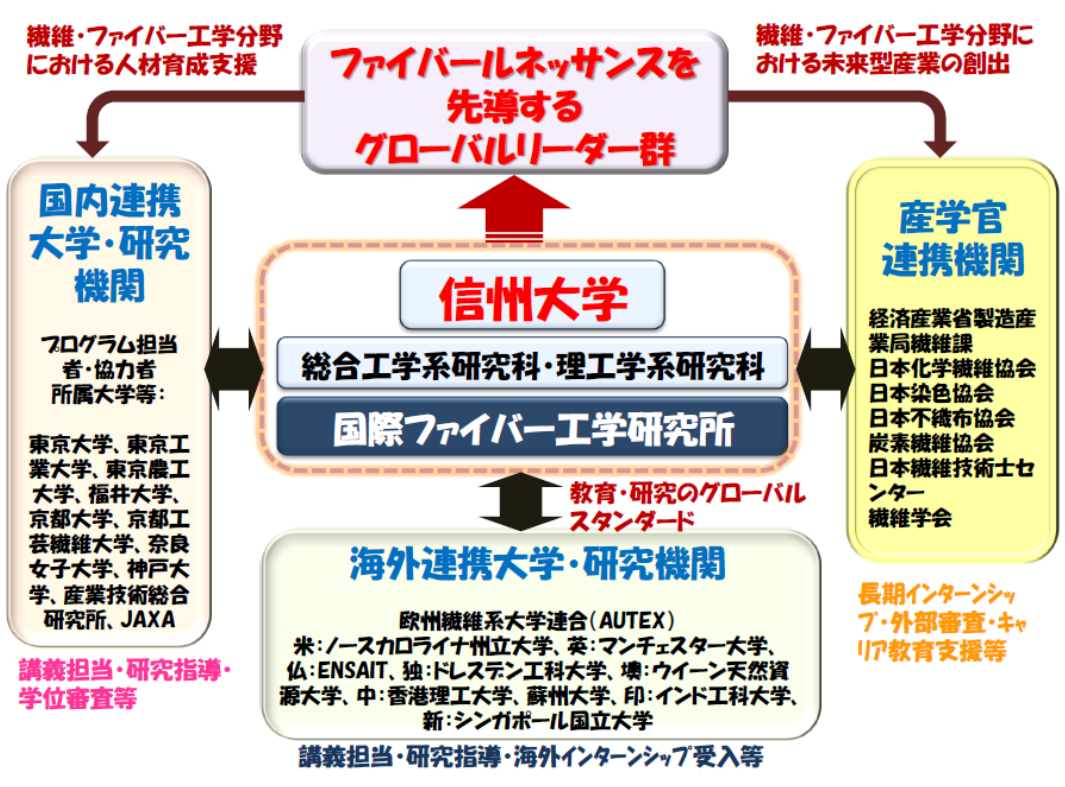 繊維・ファイバー工学分野
における人材育成支援
ファイバールネッサンスを
先導する
グローバルリーダー群
繊維・ファイバー工学分野に
おける未来型産業の創出
国内連携
大学・研究
機関
プログラム担当
者・協力者
所属大学等：
東京大学、東京工
業大学、東京農工
大学、福井大学、
京都大学、京都工
芸繊維大学、奈良
女子大学、神戸大
学、産業技術総合
研究所、JAXA
講義担当・研究指導・
学位審査等
信州大学
総合工学系研究科・理工学系研究科
国際ファイバー工学研究所
教育・研究のグローバル
スタンダード
産学官
連携機関
経済産業省製造産
業局繊維課
日本化学繊維協会
日本染色協会
日本不織布協会
炭素繊維協会
日本繊維技術士セ
ンター
繊維学会
長期インターンシッ
プ・外部審査・キャ
リア教育支援等
海外連携大学・研究機関
欧州繊維系大学連合（AUTEX）
米：ノースカロライナ州立大学、英：マンチェスター大学、
仏：ENSAIT、独：ドレスデン工科大学、墺：ウイーン天然資
源大学、中：香港理工大学、蘇州大学、印：インド工科大学、
新：シンガポール国立大学
講義担当・研究指導・海外インターンシップ受入等